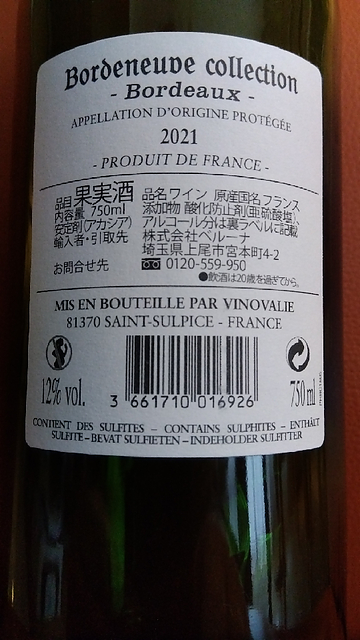 Bordeneuve collection
- Bordeaux -
APPELLATION D'ORIGINE PROTÉGÉE
2021
- PRODUIT DE FRANCE -
品目 果実酒 品名 ワイン 原産国名 フランス
内容量 750ml 添加物 酸化防止剤(亜硫酸塩)、
安定剤(アカシア) アルコール分は裏ラベルに記載
輸入者・引取先 株式会社ベルーナ
埼玉県上尾市宮本町4-2
お問合せ先 0120-559-950
●飲酒は20歳を過ぎてから。
MIS EN BOUTEILLE PAR VINOVALIE
81370 SAINT-SULPICE - FRANCE
12% vol.
3 661710 016926
750 ml
CONTIENT DES SULFITES – CONTAINS SULPHITES – ENTHÄLT
SULFITE – BEVAT SULFIETEN – INDEHOLDER SULFITTER